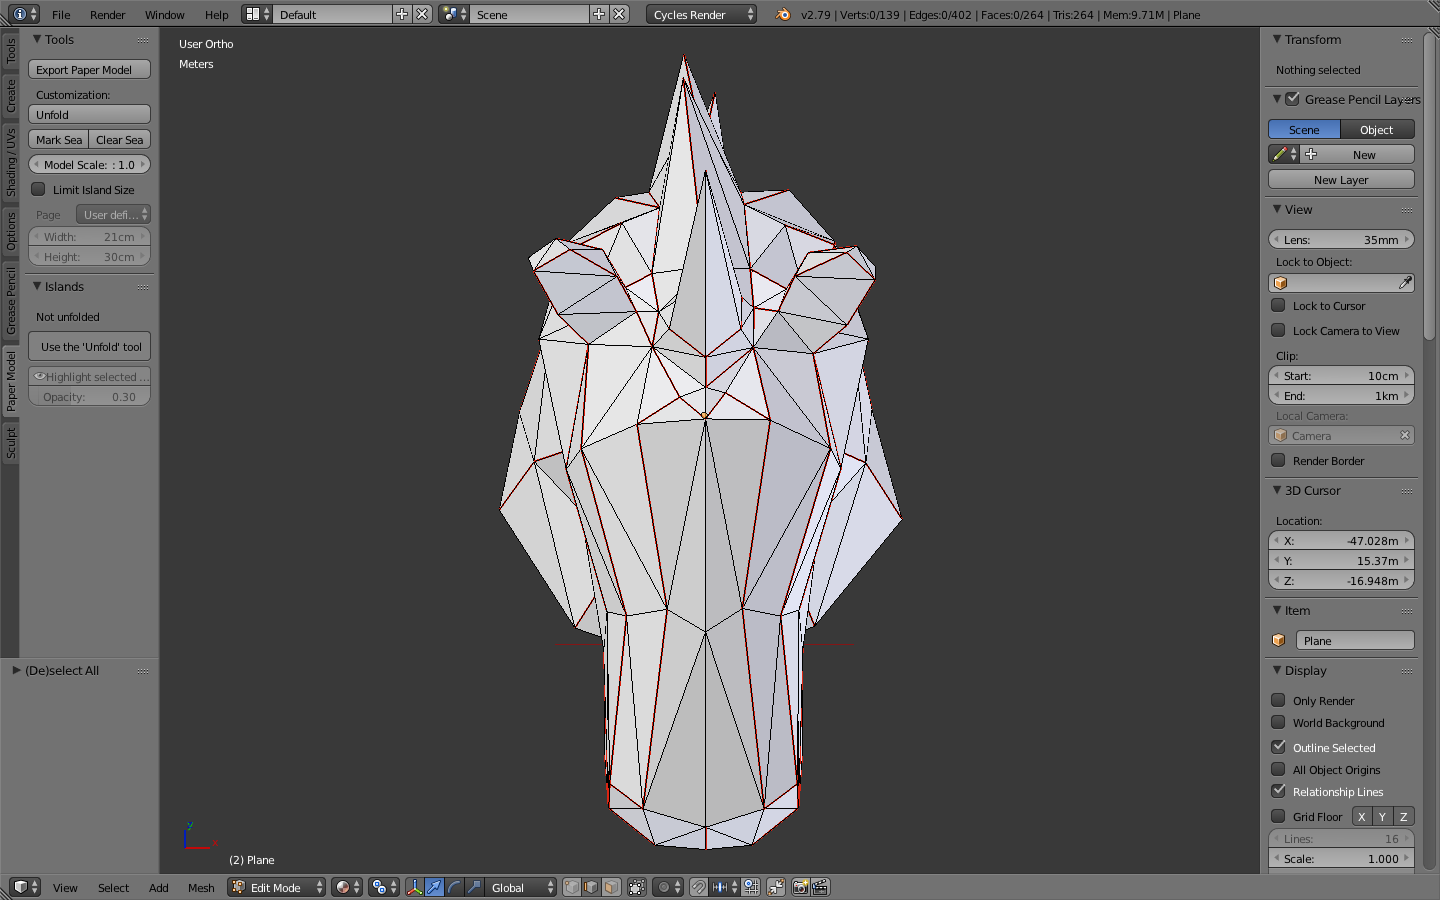 File Render Window Help Default Scene Cycles Render v2.79 | Verts:0/139 | Edges:0/402 | Faces:0/264 | Tris:264 | Mem:9.71M | Plane
Tools
Create
Shading / UVs
Options
Grease Pencil
Paper Model
Sculpt
Tools
Export Paper Model
Customization:
Unfold
Mark Sea Clear Sea
Model Scale: : 1.0
Limit Island Size
Page User defi...
Width: 21cm
Height: 30cm
Islands
Not unfolded
Use the 'Unfold' tool
Highlight selected ...
Opacity: 0.30
(De)select All
User Ortho
Meters
z
x
(2) Plane
Transform
Nothing selected
Grease Pencil Layers
Scene Object
New
New Layer
View
Lens: 35mm
Lock to Object:
Lock to Cursor
Lock Camera to View
Clip:
Start: 10cm
End: 1km
Local Camera:
Camera
Render Border
3D Cursor
Location:
X: -47.028m
Y: 15.37m
Z: -16.948m
Item
Plane
Display
Only Render
World Background
Outline Selected
All Object Origins
Relationship Lines
Grid Floor X Y Z
Lines: 16
Scale: 1.000
View Select Add Mesh Edit Mode Global